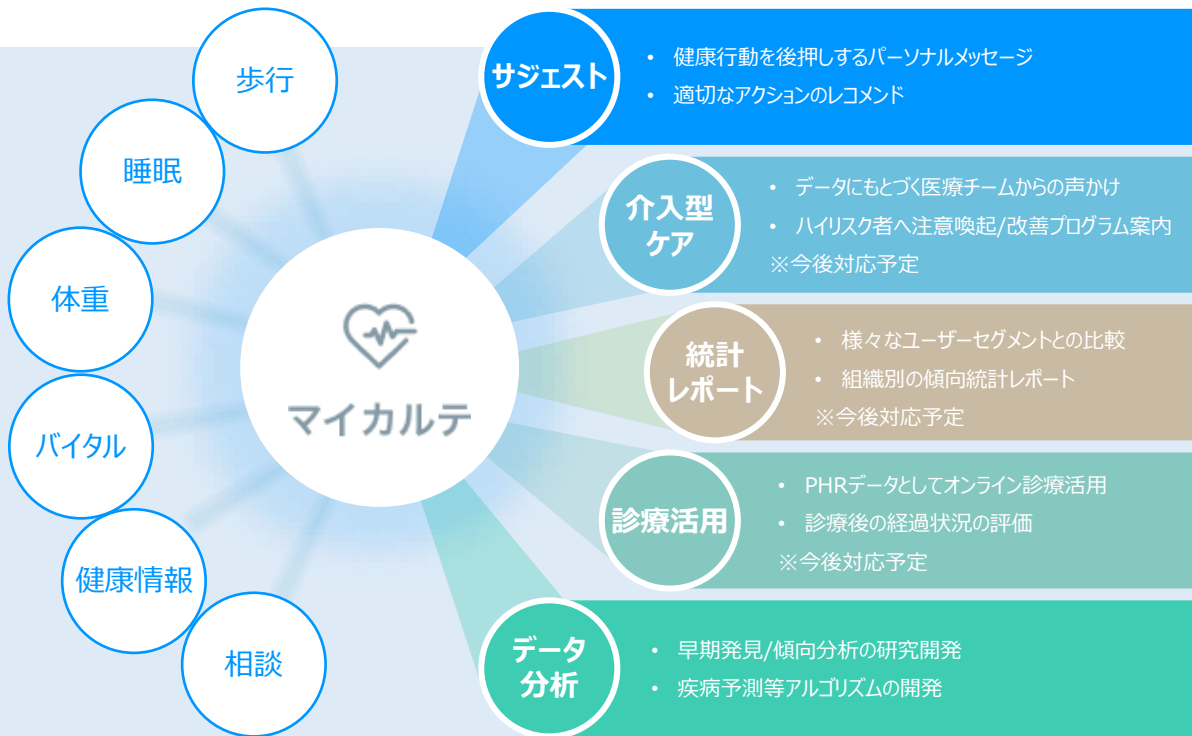 歩行
睡眠
体重
バイタル
健康情報
相談
マイカルテ
サジェスト
• 健康行動を後押しするパーソナルメッセージ
• 適切なアクションのレコメンド
介入型
ケア
• データにもとづく医療チームからの声かけ
• ハイリスク者へ注意喚起/改善プログラム案内
※今後対応予定
統計
レポート
• 様々なユーザーセグメントとの比較
• 組織別の傾向統計レポート
※今後対応予定
診療活用
• PHRデータとしてオンライン診療活用
• 診療後の経過状況の評価
※今後対応予定
データ
分析
• 早期発見/傾向分析の研究開発
• 疾病予測等アルゴリズムの開発